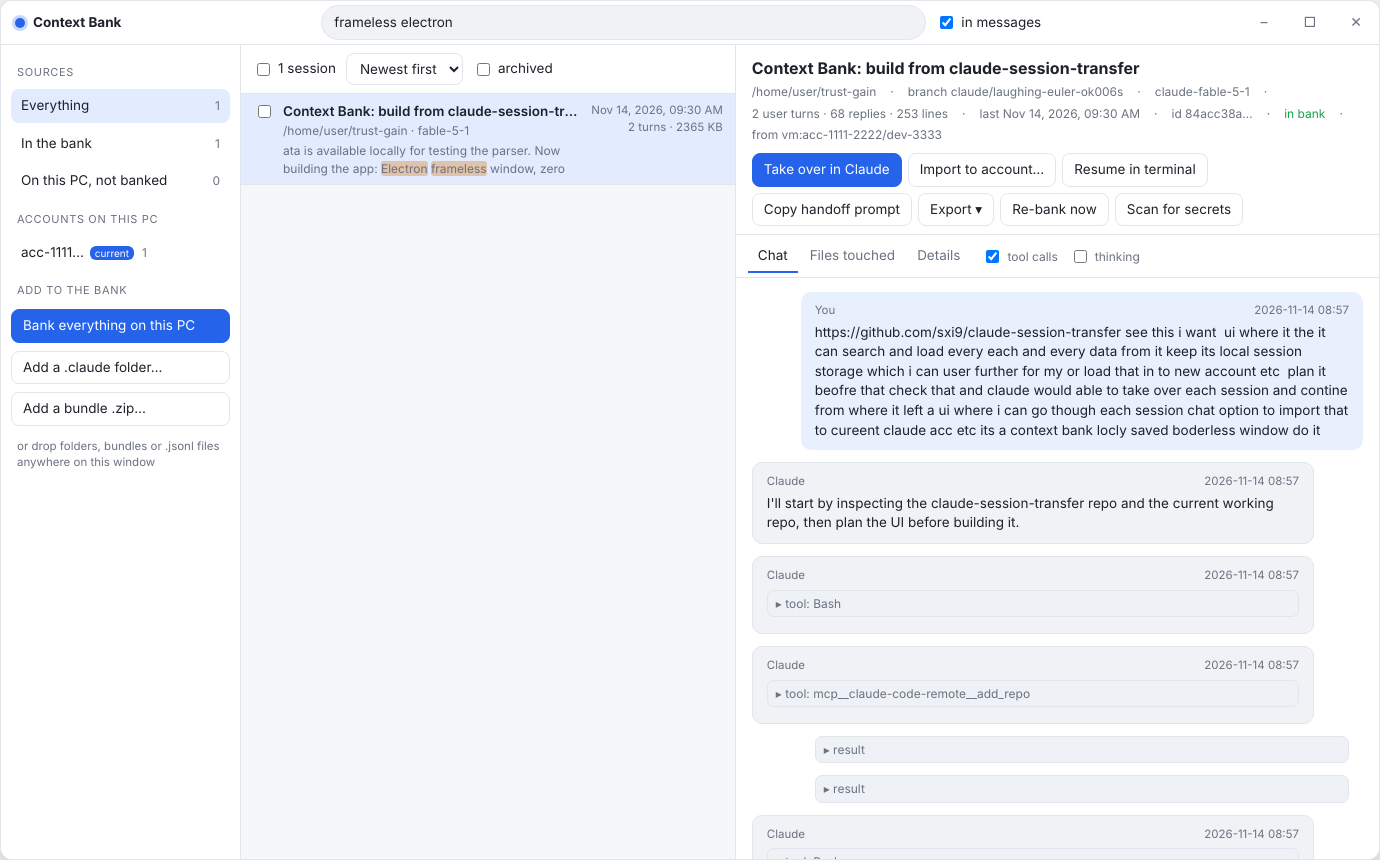 Context Bank
frameless electron
in messages
SOURCES
Everything 1
In the bank 1
On this PC, not banked 0
ACCOUNTS ON THIS PC
acc-1111... current 1
ADD TO THE BANK
Bank everything on this PC
Add a .claude folder...
Add a bundle .zip...
or drop folders, bundles or .jsonl files
anywhere on this window
1 session Newest first archived
Context Bank: build from claude-session-tr... Nov 14, 2026, 09:30 AM
/home/user/trust-gain · fable-5-1 2 turns · 2365 KB
ata is available locally for testing the parser. Now
building the app: Electron frameless window, zero
Context Bank: build from claude-session-transfer
/home/user/trust-gain · branch claude/laughing-euler-ok006s · claude-fable-5-1 ·
2 user turns · 68 replies · 253 lines · last Nov 14, 2026, 09:30 AM · id 84acc38a... · in bank ·
from vm:acc-1111-2222/dev-3333
Take over in Claude Import to account... Resume in terminal
Copy handoff prompt Export ▾ Re-bank now Scan for secrets
Chat Files touched Details tool calls thinking
You 2026-11-14 08:57
https://github.com/sxi9/claude-session-transfer see this i want  ui where it the it
can search and load every each and every data from it keep its local session
storage which i can user further for my or load that in to new account etc  plan it
beofre that check that and claude would able to take over each session and contine
from where it left a ui where i can go though each session chat option to import that
to cureent claude acc etc its a context bank locly saved boderless window do it
Claude 2026-11-14 08:57
I'll start by inspecting the claude-session-transfer repo and the current working
repo, then plan the UI before building it.
Claude 2026-11-14 08:57
▸ tool: Bash
Claude 2026-11-14 08:57
▸ tool: mcp__claude-code-remote__add_repo
▸ result
▸ result
Claude 2026-11-14 08:57